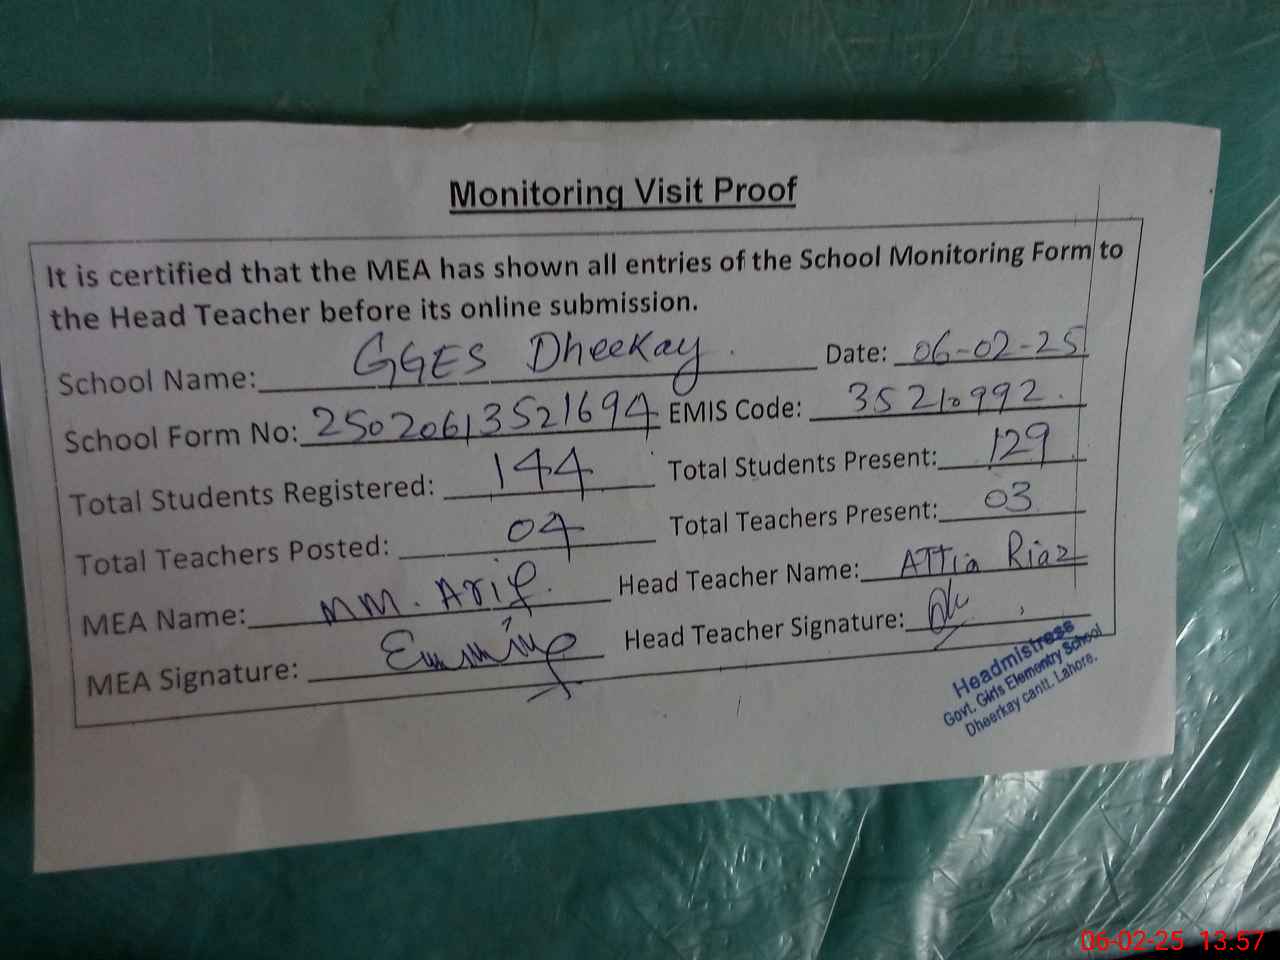 Monitoring Visit Proof
It is certified that the MEA has shown all entries of the School Monitoring Form to
the Head Teacher before its online submission.
School Name: GGES Dheekay. Date: 06-02-25
School Form No: 25020613521694 EMIS Code: 35210992.
Total Students Registered: 144 Total Students Present: 129
Total Teachers Posted: 04 Total Teachers Present: 03
MEA Name: MM. Arif. Head Teacher Name: ATTia Riaz
MEA Signature: Head Teacher Signature:
Headmistress
Govt. Girls Elementry School
Dheerkay cantt. Lahore.
06-02-25 13:57